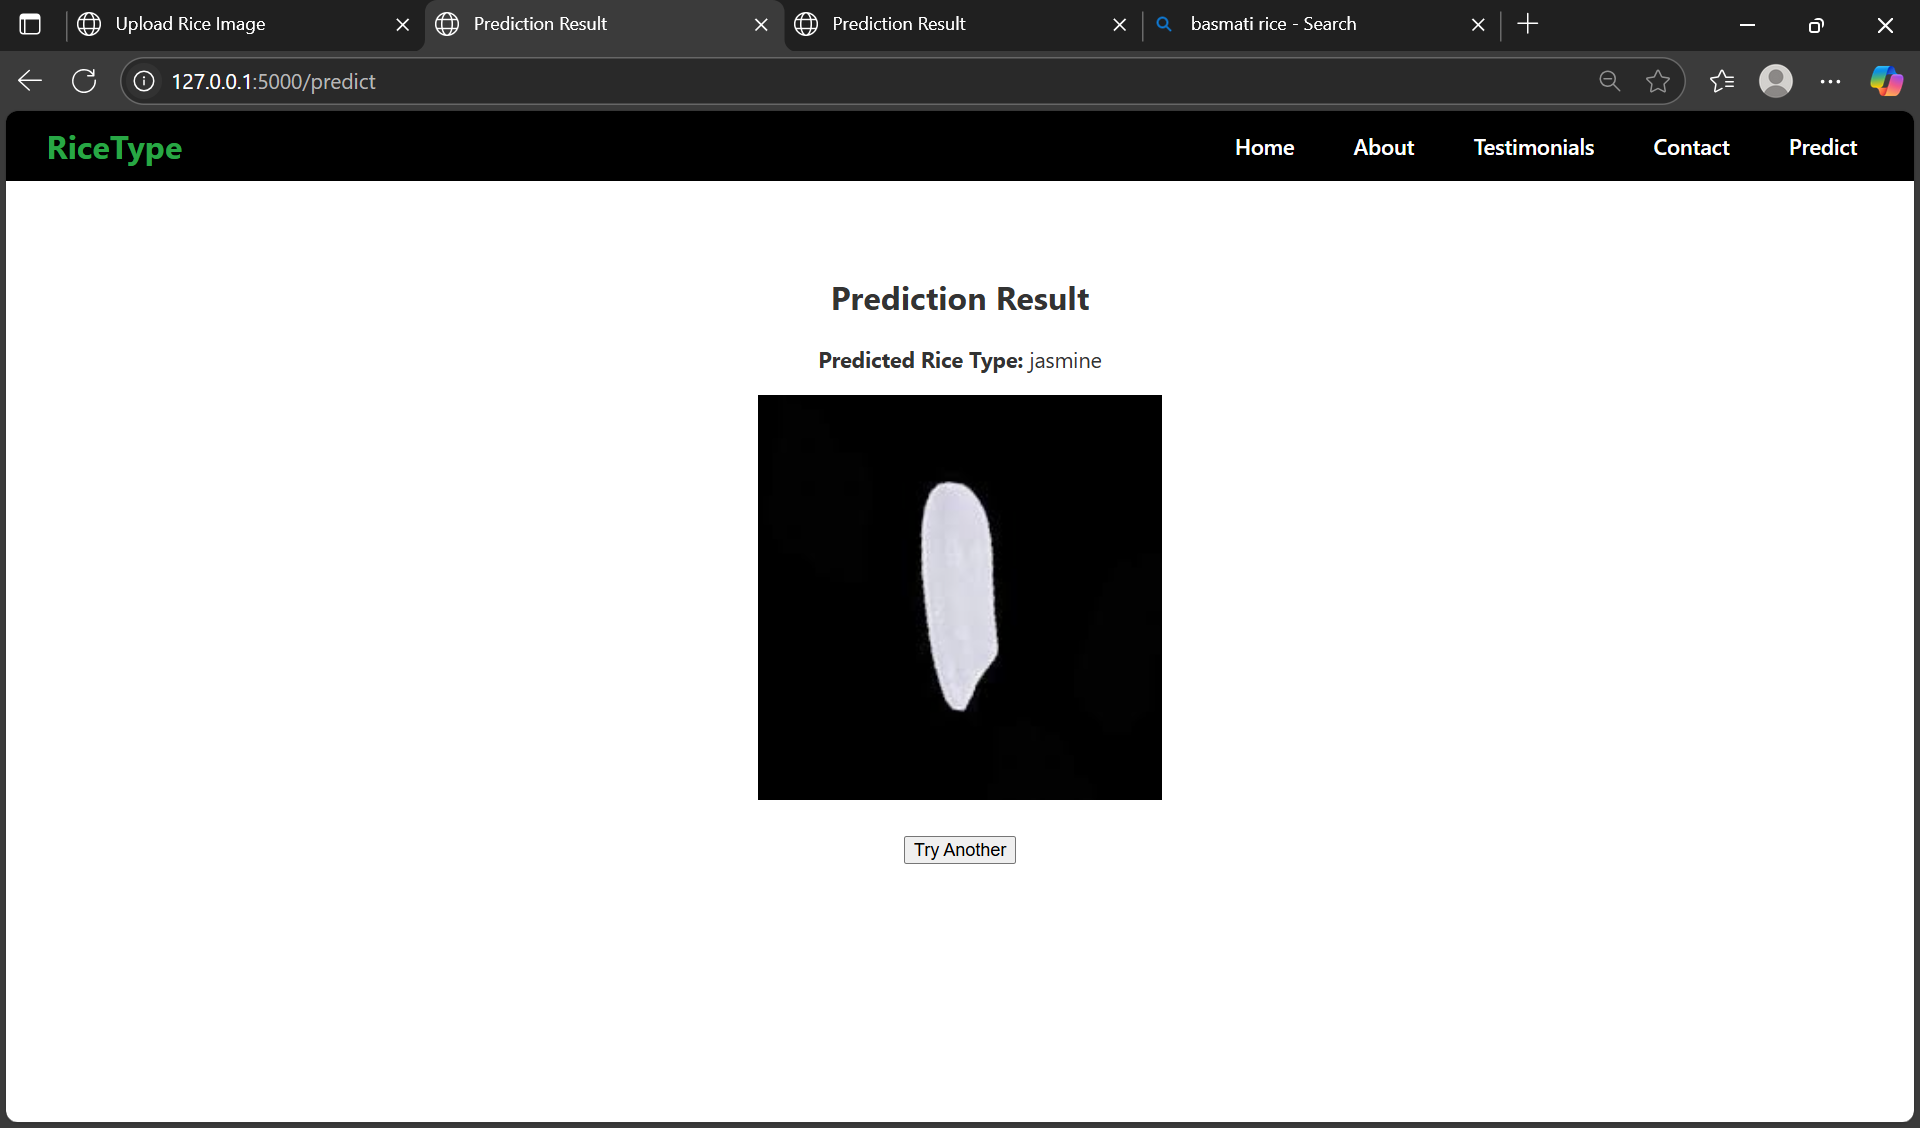 Upload Rice Image
Prediction Result
Prediction Result
basmati rice - Search
127.0.0.1:5000/predict
RiceType
Home
About
Testimonials
Contact
Predict
Prediction Result
Predicted Rice Type: jasmine
Try Another